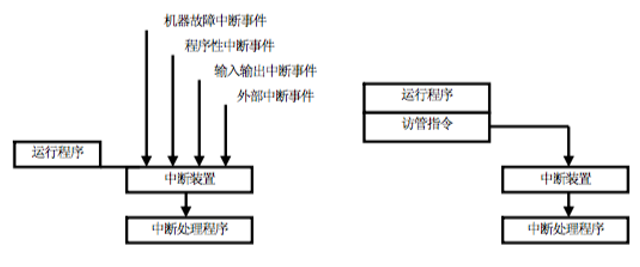 机器故障中断事件
程序性中断事件
输入输出中断事件
外部中断事件
运行程序
中断装置
中断处理程序
运行程序
访管指令
中断装置
中断处理程序